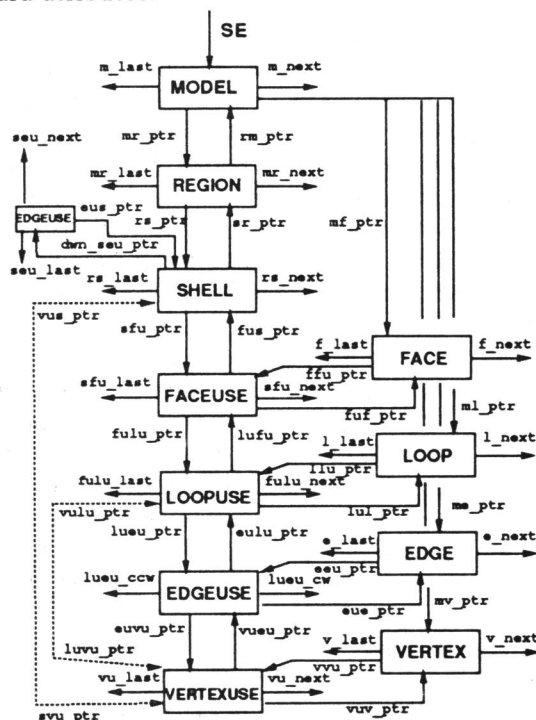 SE
m_last m_next
MODEL
mr_ptr rm_ptr
seu_next
mr_last mr_next
REGION
eus_ptr
EDGEUSE
rs_ptr sr_ptr mf_ptr
dwn_seu_ptr
seu_last
rs_last rs_next
SHELL
vus_ptr
sfu_ptr fus_ptr
f_last f_next
FACE
ffu_ptr
sfu_last sfu_next
FACEUSE
fuf_ptr
ml_ptr
fulu_ptr lufu_ptr
l_last l_next
LOOP
llu_ptr
fulu_last fulu_next
LOOPUSE
vulu_ptr
lul_ptr
me_ptr
lueu_ptr eulu_ptr
e_last e_next
EDGE
eeu_ptr
lueu_ccw lueu_cw
EDGEUSE
eue_ptr
mv_ptr
euvu_ptr vueu_ptr
v_last v_next
VERTEX
luvu_ptr
vvu_ptr
vu_last vu_next
VERTEXUSE
vuv_ptr
svu_ptr